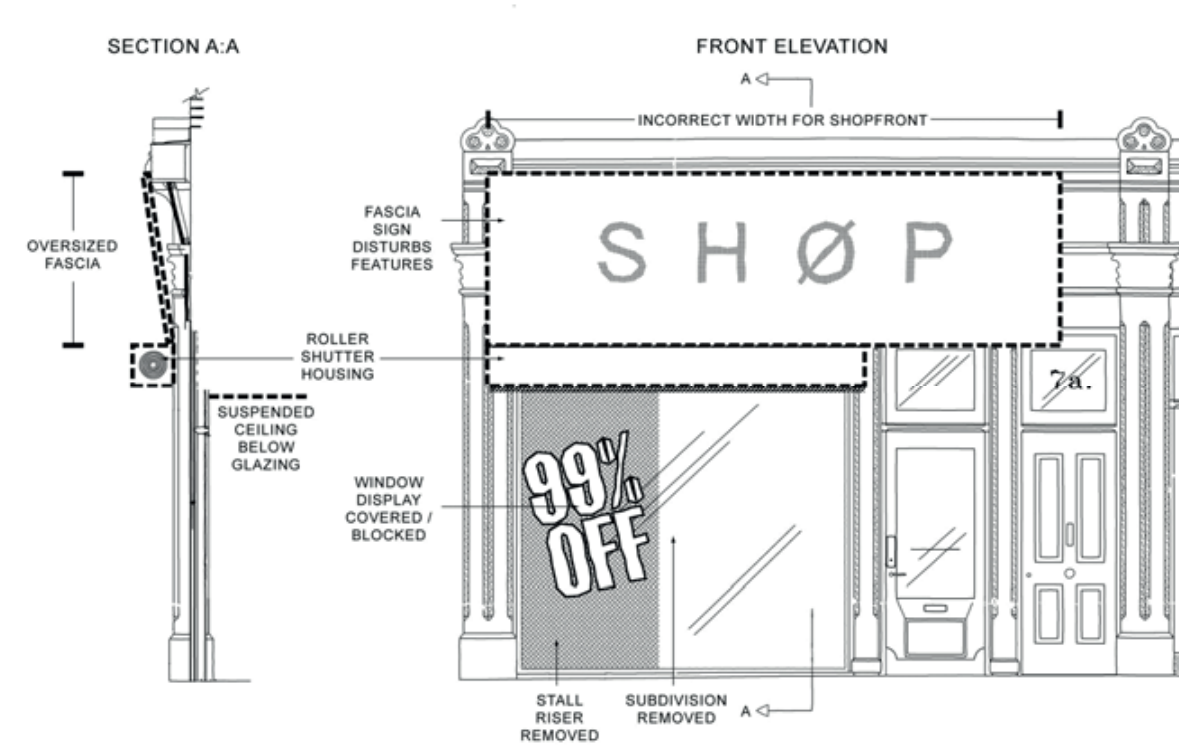 SECTION A:A
FRONT ELEVATION
A
INCORRECT WIDTH FOR SHOPFRONT
OVERSIZED
FASCIA
FASCIA
SIGN
DISTURBS
FEATURES
SHØP
ROLLER
SHUTTER
HOUSING
7a.
SUSPENDED
CEILING
BELOW
GLAZING
WINDOW
DISPLAY
COVERED /
BLOCKED
99%
OFF
STALL
RISER
REMOVED
SUBDIVISION
REMOVED
A